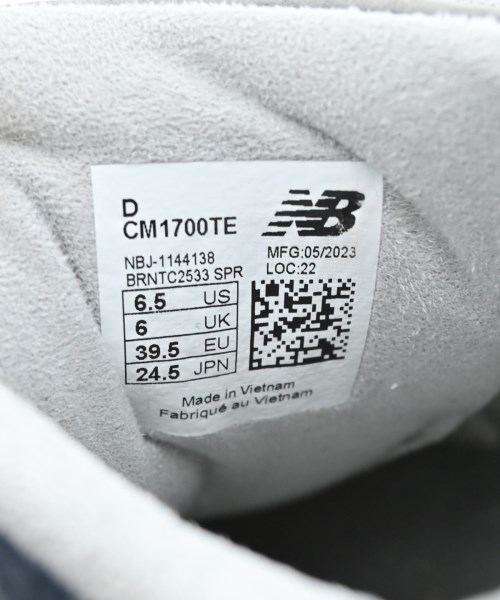 D
CM1700TE
NB
NBJ-1144138
BRNTC2533 SPR
MFG:05/2023
LOC:22
6.5 US
6 UK
39.5 EU
24.5 JPN
Made in Vietnam
Fabriqué au Vietnam